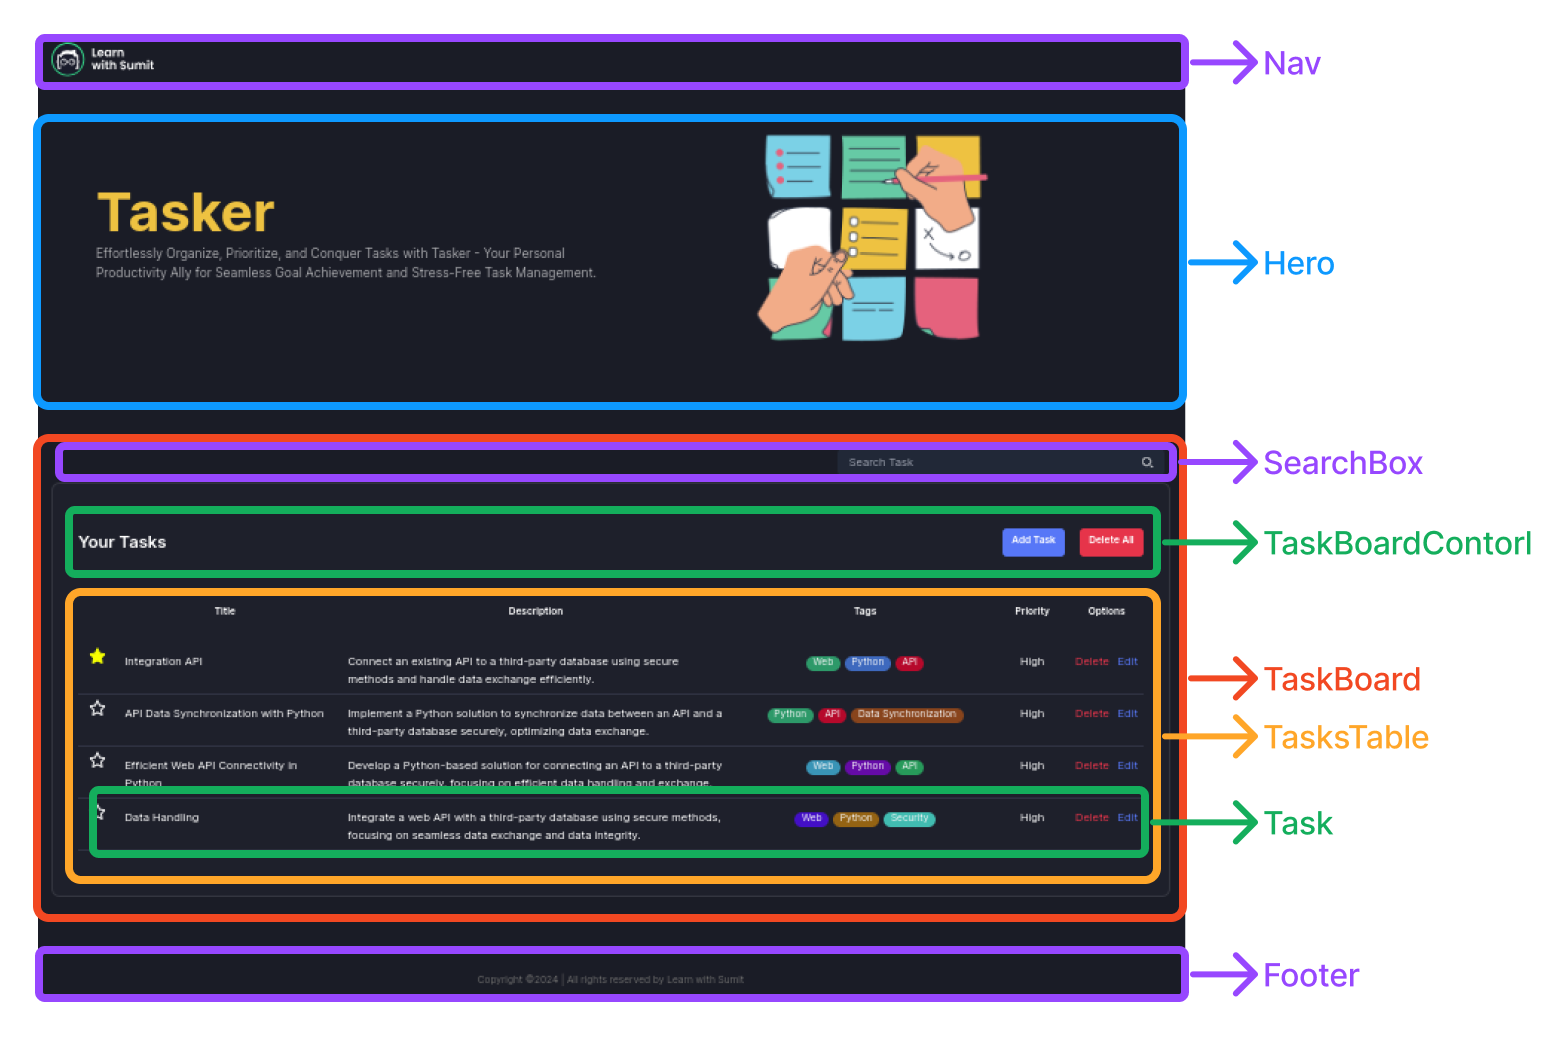 Learn
with Sumit
Nav
Tasker
Effortlessly Organize, Prioritize, and Conquer Tasks with Tasker - Your Personal
Productivity Ally for Seamless Goal Achievement and Stress-Free Task Management.
X
Hero
Search Task
SearchBox
Your Tasks
Add Task
Delete All
TaskBoardContorl
Title Description Tags Priority Options
Integration API
Connect an existing API to a third-party database using secure
methods and handle data exchange efficiently.
Web Python API
High
Delete Edit
TaskBoard
API Data Synchronization with Python
Implement a Python solution to synchronize data between an API and a
third-party database securely, optimizing data exchange.
Python API Data Synchronization
High
Delete Edit
TasksTable
Efficient Web API Connectivity in
Python
Develop a Python-based solution for connecting an API to a third-party
database securely, focusing on efficient data handling and exchange.
Web Python API
High
Delete Edit
Data Handling
Integrate a web API with a third-party database using secure methods,
focusing on seamless data exchange and data integrity.
Web Python Security
High
Delete Edit
Task
Copyright ©2024 | All rights reserved by Learn with Sumit
Footer